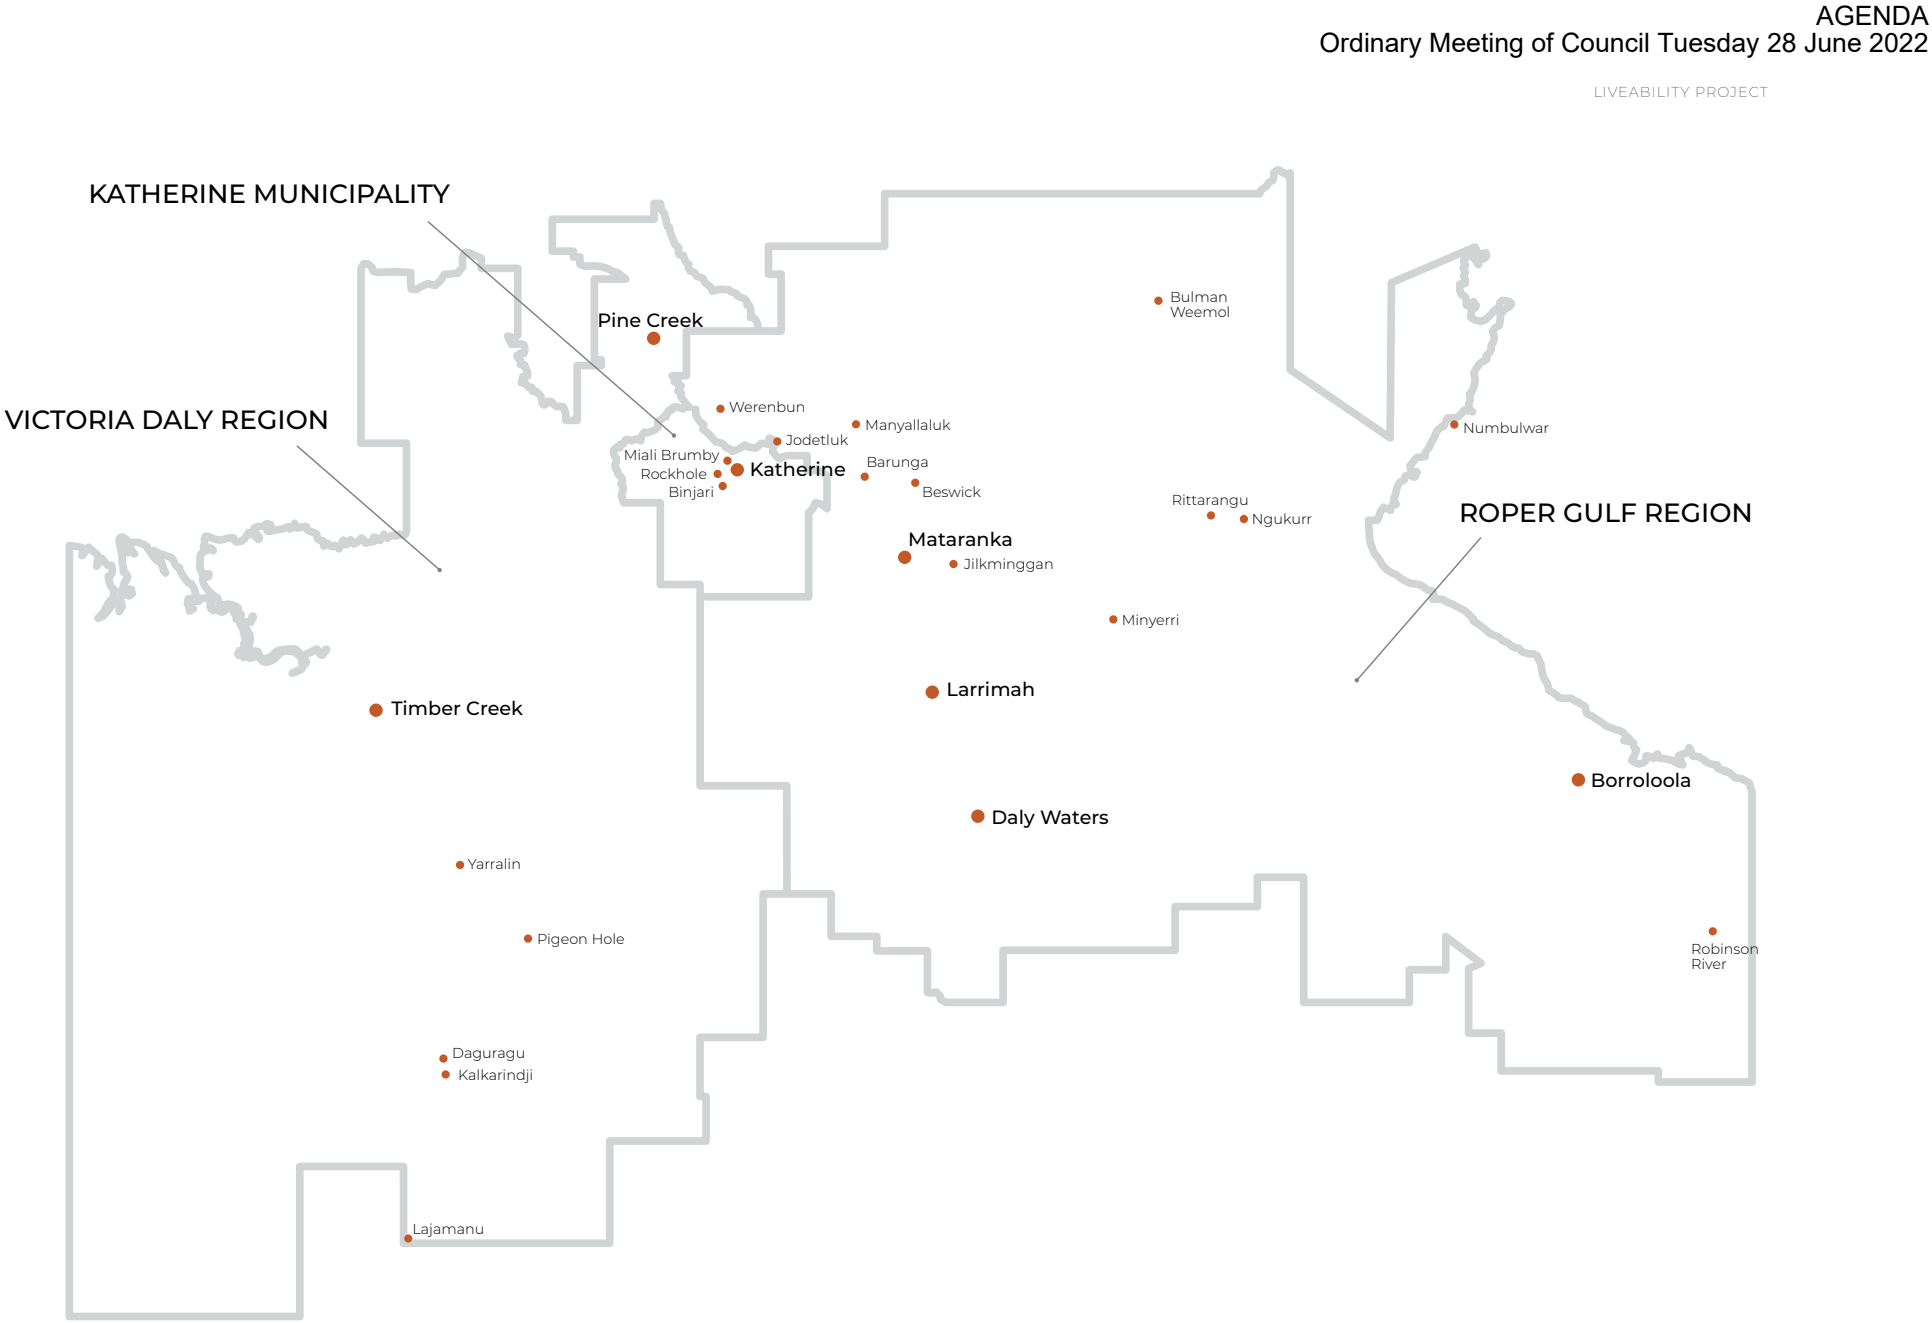 AGENDA
Ordinary Meeting of Council Tuesday 28 June 2022
LIVEABILITY PROJECT
KATHERINE MUNICIPALITY
Bulman
Weemol
Pine Creek
VICTORIA DALY REGION
Werenbun
Manyallaluk
Numbulwar
Jodetluk
Miali Brumby
Katherine
Barunga
Rockhole
Binjari
Beswick
Rittarangu
Ngukurr
ROPER GULF REGION
Mataranka
Jilkminggan
Minyerri
Larrimah
Timber Creek
Borroloola
Daly Waters
Yarralin
Pigeon Hole
Robinson
River
Daguragu
Kalkarindji
Lajamanu